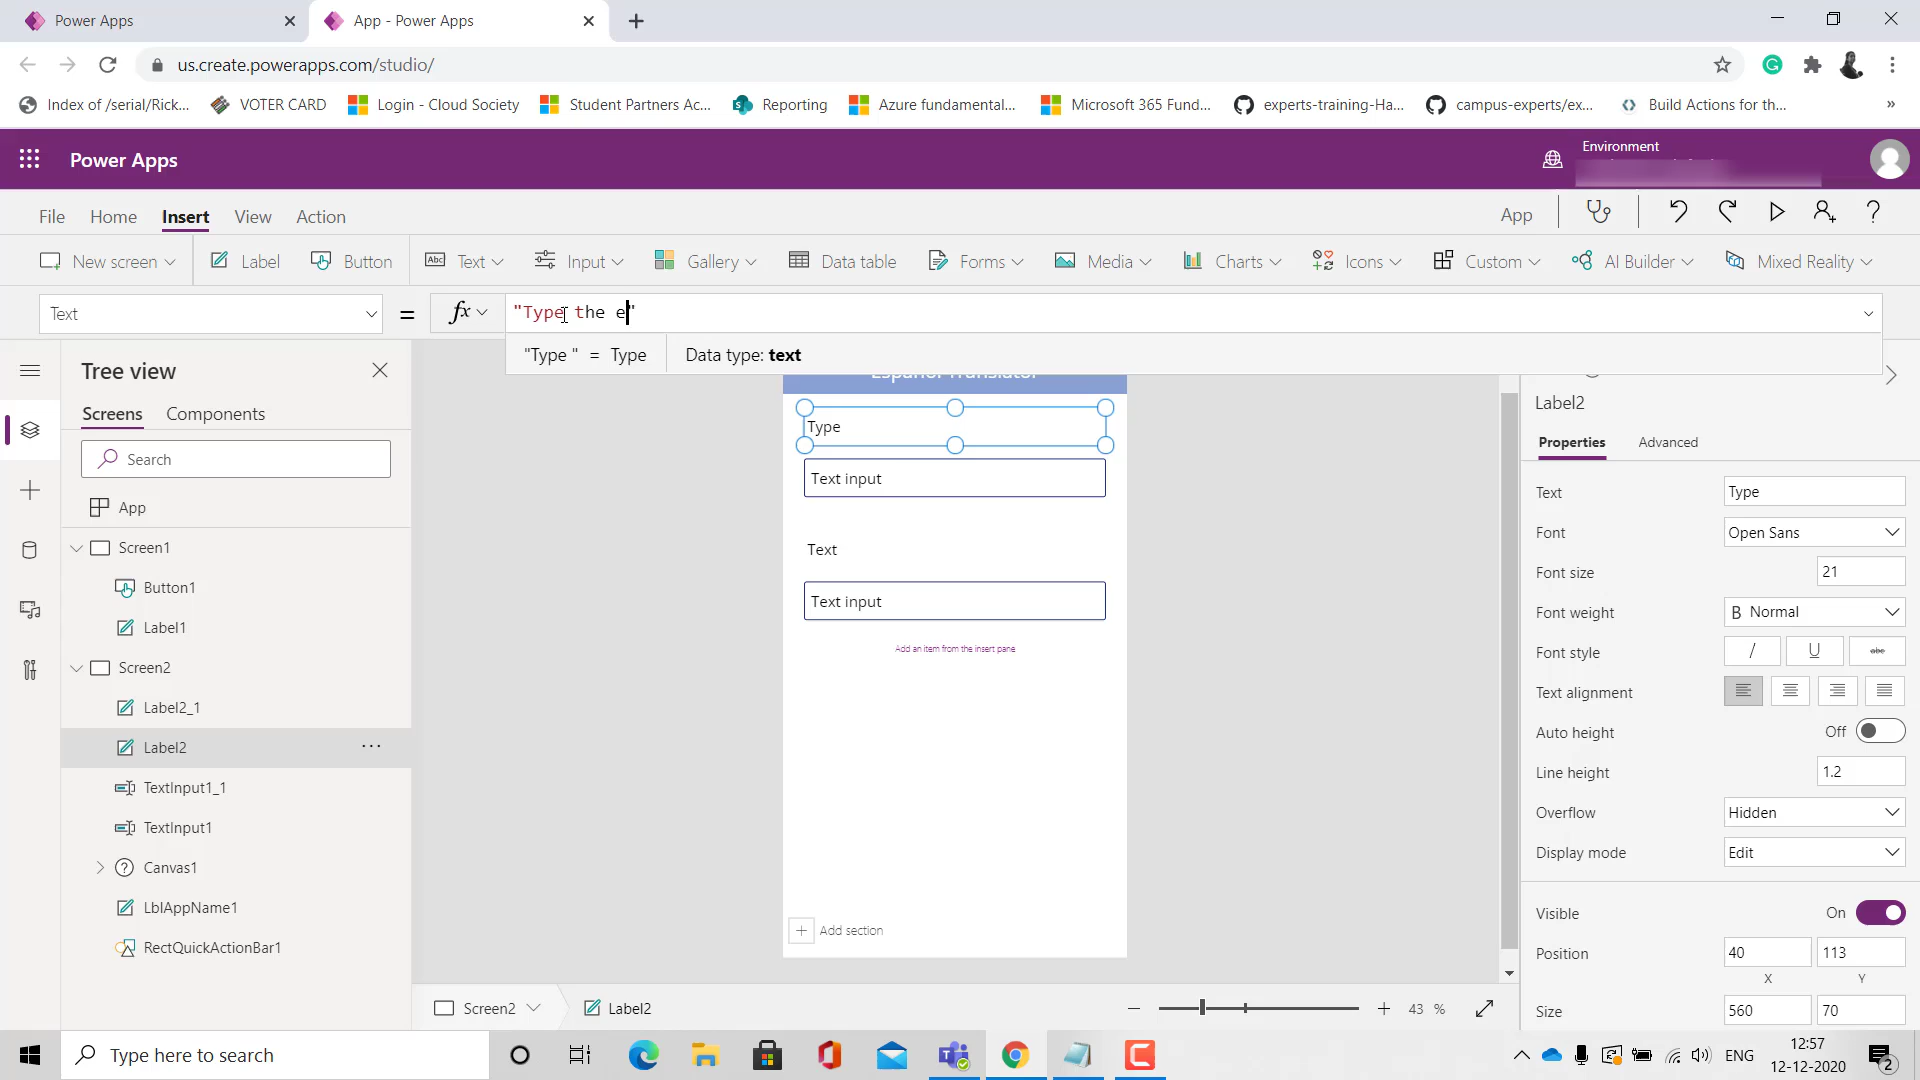 Power Apps
App - Power Apps
us.create.powerapps.com/studio/
Index of /serial/Rick...
VOTER CARD
Login - Cloud Society
Student Partners Ac...
Reporting
Azure fundamental...
Microsoft 365 Fund...
experts-training-Ha...
campus-experts/ex...
Build Actions for th...
»
Power Apps
Environment
File
Home
Insert
View
Action
App
New screen
Label
Button
Abc
Text
Input
Gallery
Data table
Forms
Media
Charts
Icons
Custom
AI Builder
Mixed Reality
Text
=
fx
"Type the e"
"Type " = Type
Data type: text
Tree view
Screens
Components
Search
App
Screen1
Button1
Label1
Screen2
Label2_1
Label2
TextInput1_1
TextInput1
Canvas1
LblAppName1
RectQuickActionBar1
Type
Text input
Text
Text input
Add an item from the insert pane
Add section
Label2
Properties
Advanced
Text
Type
Font
Open Sans
Font size
21
Font weight
B Normal
Font style
/
U
abc
Text alignment
Auto height
Off
Line height
1.2
Overflow
Hidden
Display mode
Edit
Visible
On
Position
40
113
X
Y
Size
560
70
Screen2
Label2
43 %
Type here to search
ENG
12:57
12-12-2020
2